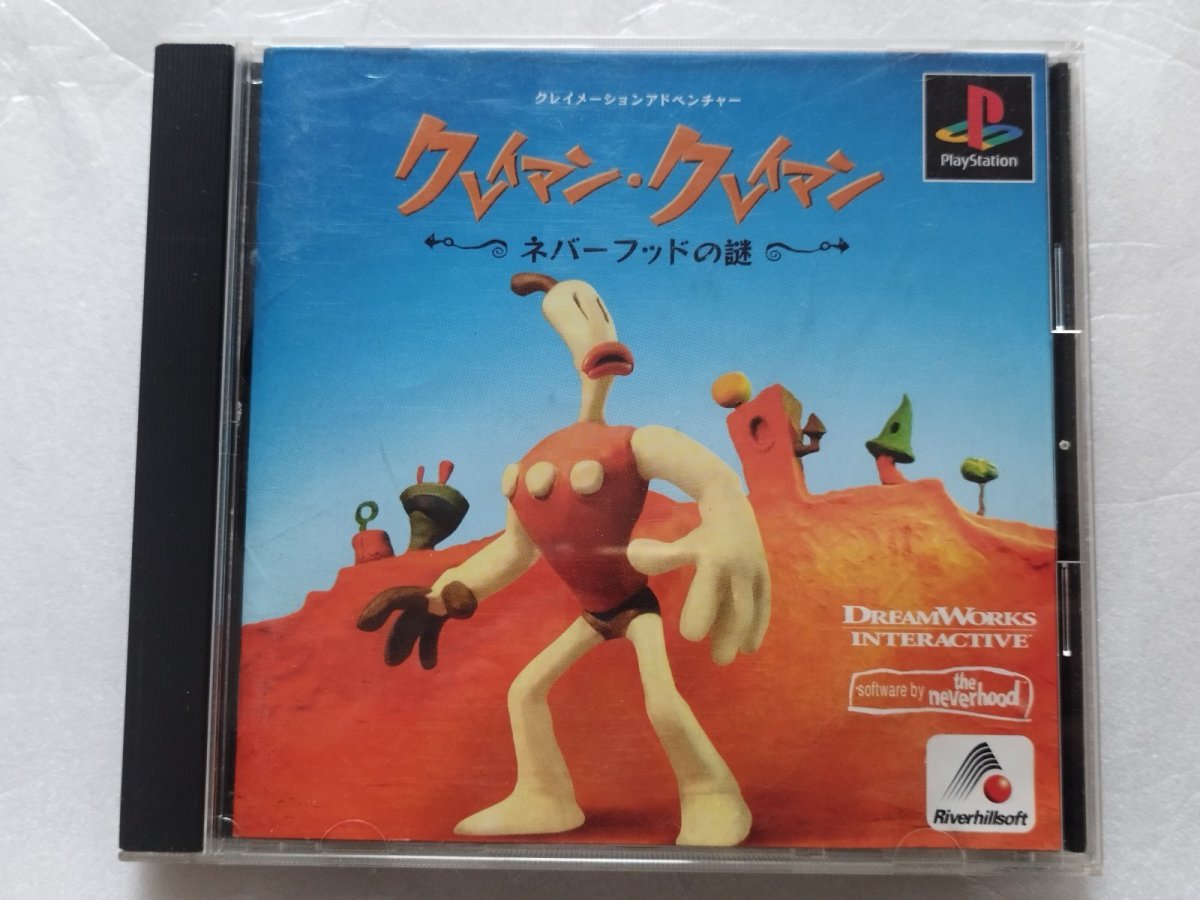 クレイメーションアドベンチャー
クレイマン・クレイマン
ネバーフッドの謎
PlayStation
DREAMWORKS
INTERACTIVE™
software by the neverhood
Riverhillsoft